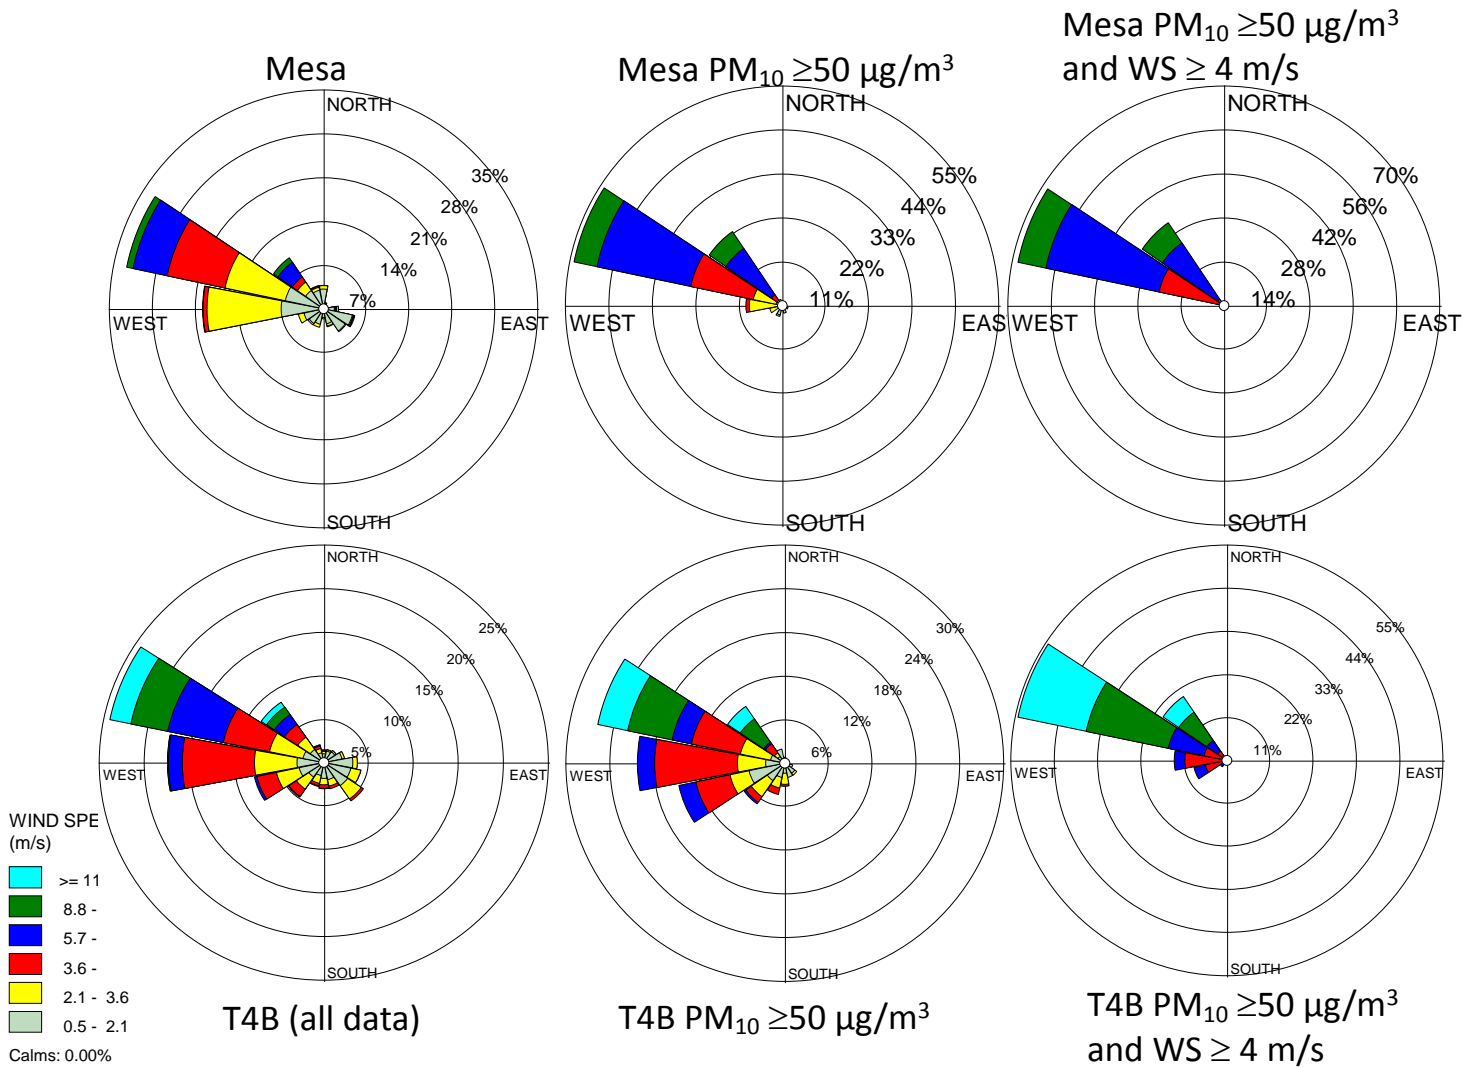 Mesa
Mesa PM₁₀ ≥50 µg/m³
Mesa PM₁₀ ≥50 µg/m³
and WS ≥ 4 m/s
NORTH
35%
28%
21%
14%
7%
WEST
EAST
SOUTH
NORTH
55%
44%
33%
22%
11%
WEST
EAS
SOUTH
NORTH
70%
56%
42%
28%
14%
WEST
EAST
SOUTH
NORTH
25%
20%
15%
10%
5%
WEST
EAST
SOUTH
NORTH
30%
24%
18%
12%
6%
WEST
EAST
SOUTH
NORTH
55%
44%
33%
22%
11%
WEST
EAST
SOUTH
WIND SPE
(m/s)
>= 11
8.8 -
5.7 -
3.6 -
2.1 - 3.6
0.5 - 2.1
Calms: 0.00%
T4B (all data)
T4B PM₁₀ ≥50 µg/m³
T4B PM₁₀ ≥50 µg/m³
and WS ≥ 4 m/s